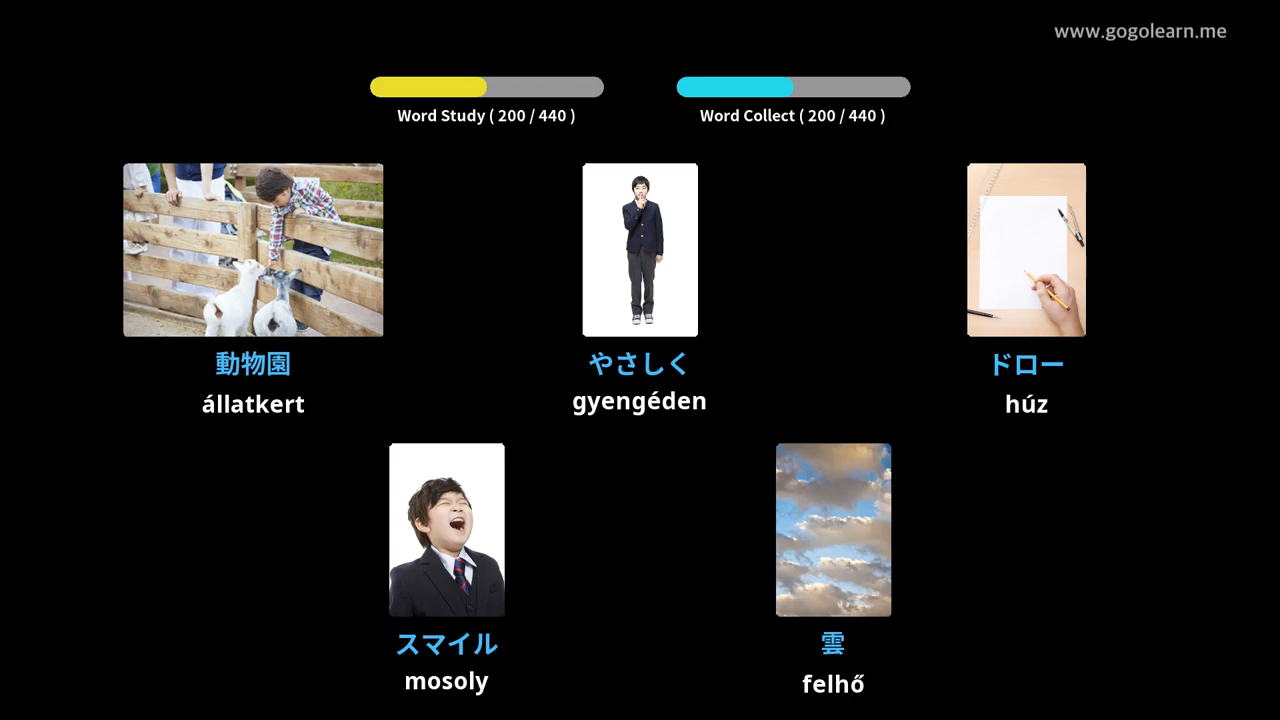 www.gogolearn.me
Word Study ( 200 / 440 )
Word Collect ( 200 / 440 )
動物園
állatkert
やさしく
gyengéden
ドロー
húz
スマイル
mosoly
雲
felhő